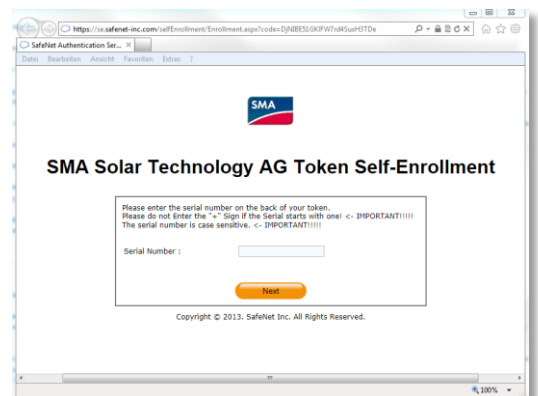 https://se.safenet-inc.com/selfEnrollment/Enrollment.aspx?code=
SafeNet Authentication Ser...
Datei Bearbeiten Ansicht Favoriten Extras ?
SMA
SMA Solar Technology AG Token Self-Enrollment
Please enter the serial number on the back of your token.
Please do not Enter the "+" Sign if the Serial starts with one! <- IMPORTANT!!!!!
The serial number is case sensitive. <- IMPORTANT!!!!!
Serial Number :
Next
Copyright © 2013. SafeNet Inc. All Rights Reserved.
100%